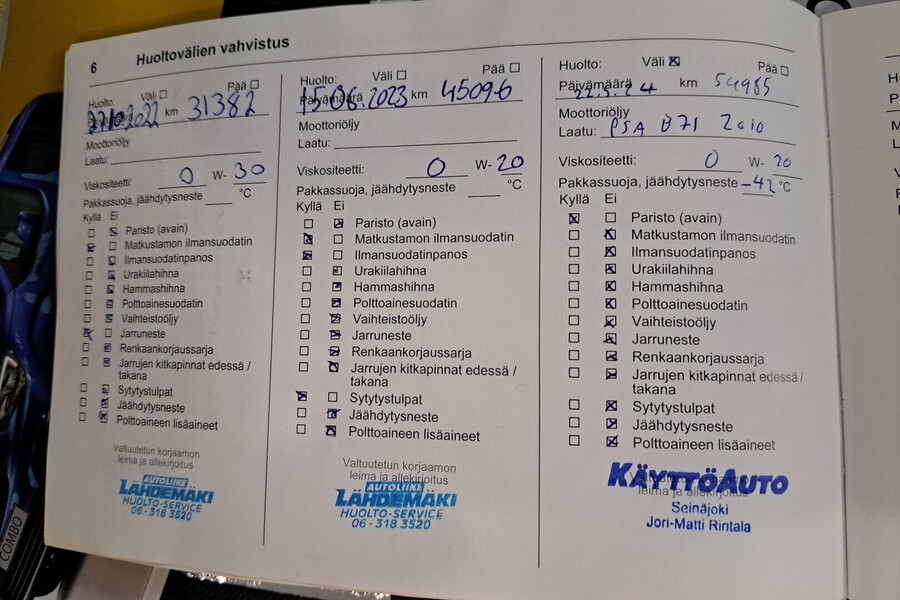 6 Huoltovälien vahvistus
Huolto: Väli ☐ Pää ☐
Päivämäärä 27.10.2022 km 31382
Moottoriöljy
Laatu:
Viskositeetti: 0 W- 30
Pakkassuoja, jäähdytysneste °C
Kyllä Ei
☐ ☒ Paristo (avain)
☒ ☐ Matkustamon ilmansuodatin
☐ ☒ Ilmansuodatinpanos
☐ ☒ Urakiilahihna
☐ ☒ Hammashihna
☐ ☒ Polttoainesuodatin
☐ ☒ Vaihteistoöljy
☒ ☐ Jarruneste
☐ ☒ Renkaankorjaussarja
☐ ☒ Jarrujen kitkapinnat edessä /
takana
☐ ☒ Sytytystulpat
☐ ☒ Jäähdytysneste
☐ ☒ Polttoaineen lisäaineet
Valtuutetun korjaamon
leima ja allekirjoitus
AUTOLIIKE
LÄHDEMÄKI
HUOLTO-SERVICE
06-318 3520
Huolto: Väli ☐ Pää ☐
Päivämäärä 15.06.2023 km 45096
Moottoriöljy
Laatu:
Viskositeetti: 0 W- 20
Pakkassuoja, jäähdytysneste °C
Kyllä Ei
☐ ☒ Paristo (avain)
☒ ☐ Matkustamon ilmansuodatin
☒ ☐ Ilmansuodatinpanos
☐ ☒ Urakiilahihna
☐ ☒ Hammashihna
☐ ☒ Polttoainesuodatin
☐ ☒ Vaihteistoöljy
☐ ☒ Jarruneste
☐ ☒ Renkaankorjaussarja
☐ ☒ Jarrujen kitkapinnat edessä /
takana
☒ ☐ Sytytystulpat
☐ ☒ Jäähdytysneste
☐ ☒ Polttoaineen lisäaineet
Valtuutetun korjaamon
leima ja allekirjoitus
AUTOLIIKE
LÄHDEMÄKI
HUOLTO-SERVICE
06-318 3520
Huolto: Väli ☒ Pää ☐
Päivämäärä km 54985
Moottoriöljy
Laatu: PSA B71 2010
Viskositeetti: 0 W- 20
Pakkassuoja, jäähdytysneste -42 °C
Kyllä Ei
☒ ☐ Paristo (avain)
☐ ☒ Matkustamon ilmansuodatin
☐ ☒ Ilmansuodatinpanos
☐ ☒ Urakiilahihna
☐ ☒ Hammashihna
☐ ☒ Polttoainesuodatin
☐ ☒ Vaihteistoöljy
☐ ☒ Jarruneste
☐ ☒ Renkaankorjaussarja
☐ ☒ Jarrujen kitkapinnat edessä /
takana
☐ ☒ Sytytystulpat
☐ ☒ Jäähdytysneste
☐ ☒ Polttoaineen lisäaineet
Valtuutetun korjaamon
leima ja allekirjoitus
KÄYTTÖAUTO
Seinäjoki
Jori-Matti Rintala
COMBO